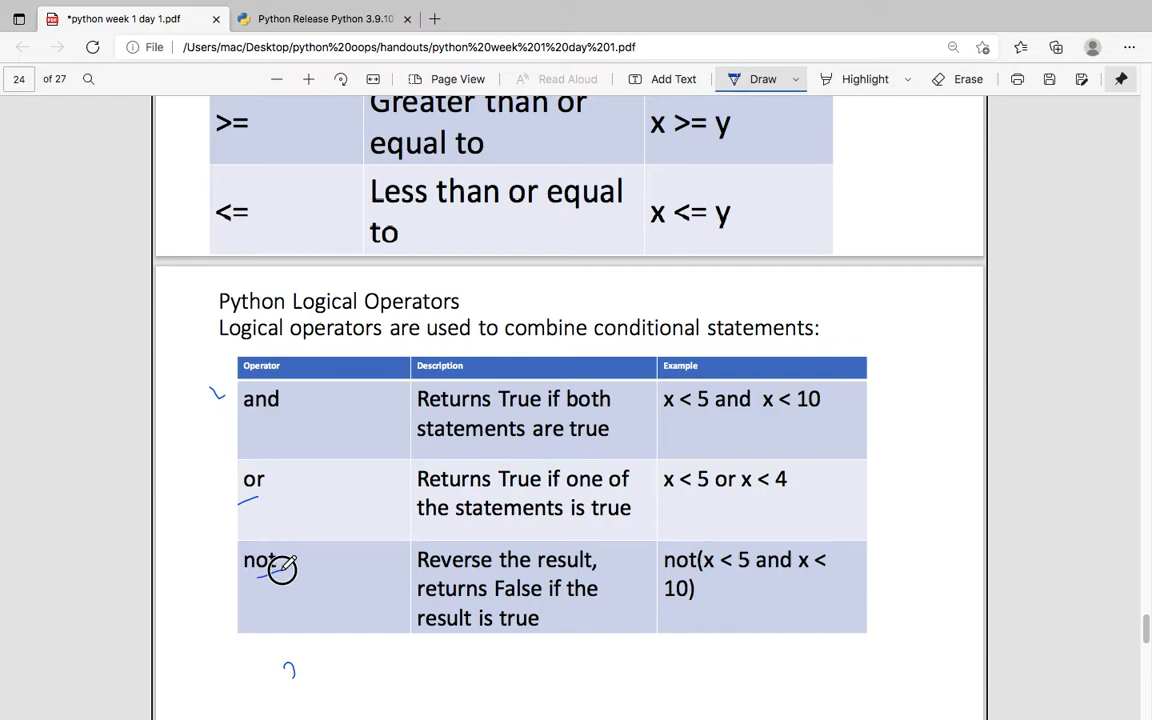 *python week 1 day 1.pdf
Python Release Python 3.9.10
File
/Users/mac/Desktop/python%20oops/handouts/python%20week%201%20day%201.pdf
24 of 27
Page View
Read Aloud
Add Text
Draw
Highlight
Erase
>=
Greater than or
equal to
x >= y
<=
Less than or equal
to
x <= y
Python Logical Operators
Logical operators are used to combine conditional statements:
Operator Description Example
and
Returns True if both
statements are true
x < 5 and  x < 10
or
Returns True if one of
the statements is true
x < 5 or x < 4
not
Reverse the result,
returns False if the
result is true
not(x < 5 and x <
10)